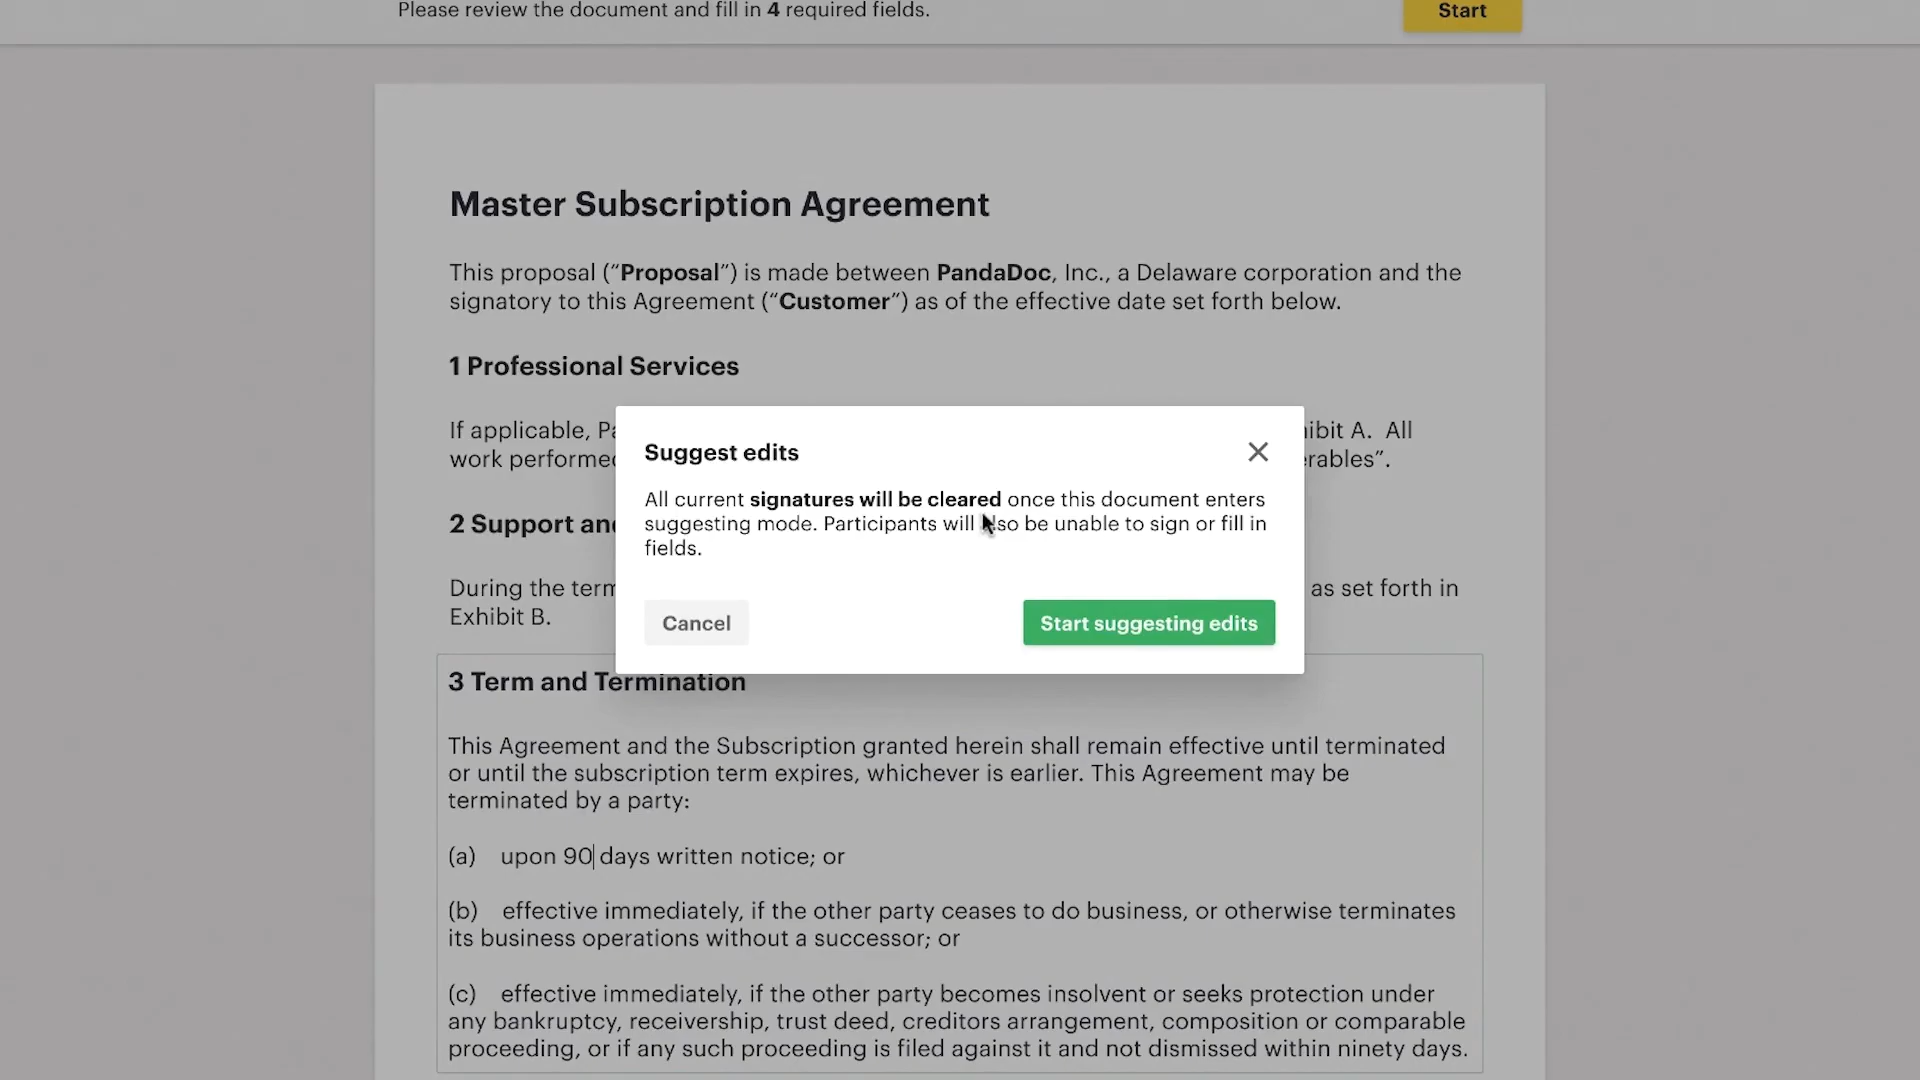 Please review the document and fill in 4 required fields.
Start
Master Subscription Agreement
This proposal (“Proposal”) is made between PandaDoc, Inc., a Delaware corporation and the
signatory to this Agreement (“Customer”) as of the effective date set forth below.
1 Professional Services
If applicable, ibit A. All
work performed rables”.
2 Support and
During the term as set forth in
Exhibit B.
Suggest edits
All current signatures will be cleared once this document enters
suggesting mode. Participants will also be unable to sign or fill in
fields.
Cancel
Start suggesting edits
3 Term and Termination
This Agreement and the Subscription granted herein shall remain effective until terminated
or until the subscription term expires, whichever is earlier. This Agreement may be
terminated by a party:
(a) upon 90 days written notice; or
(b) effective immediately, if the other party ceases to do business, or otherwise terminates
its business operations without a successor; or
(c) effective immediately, if the other party becomes insolvent or seeks protection under
any bankruptcy, receivership, trust deed, creditors arrangement, composition or comparable
proceeding, or if any such proceeding is filed against it and not dismissed within ninety days.